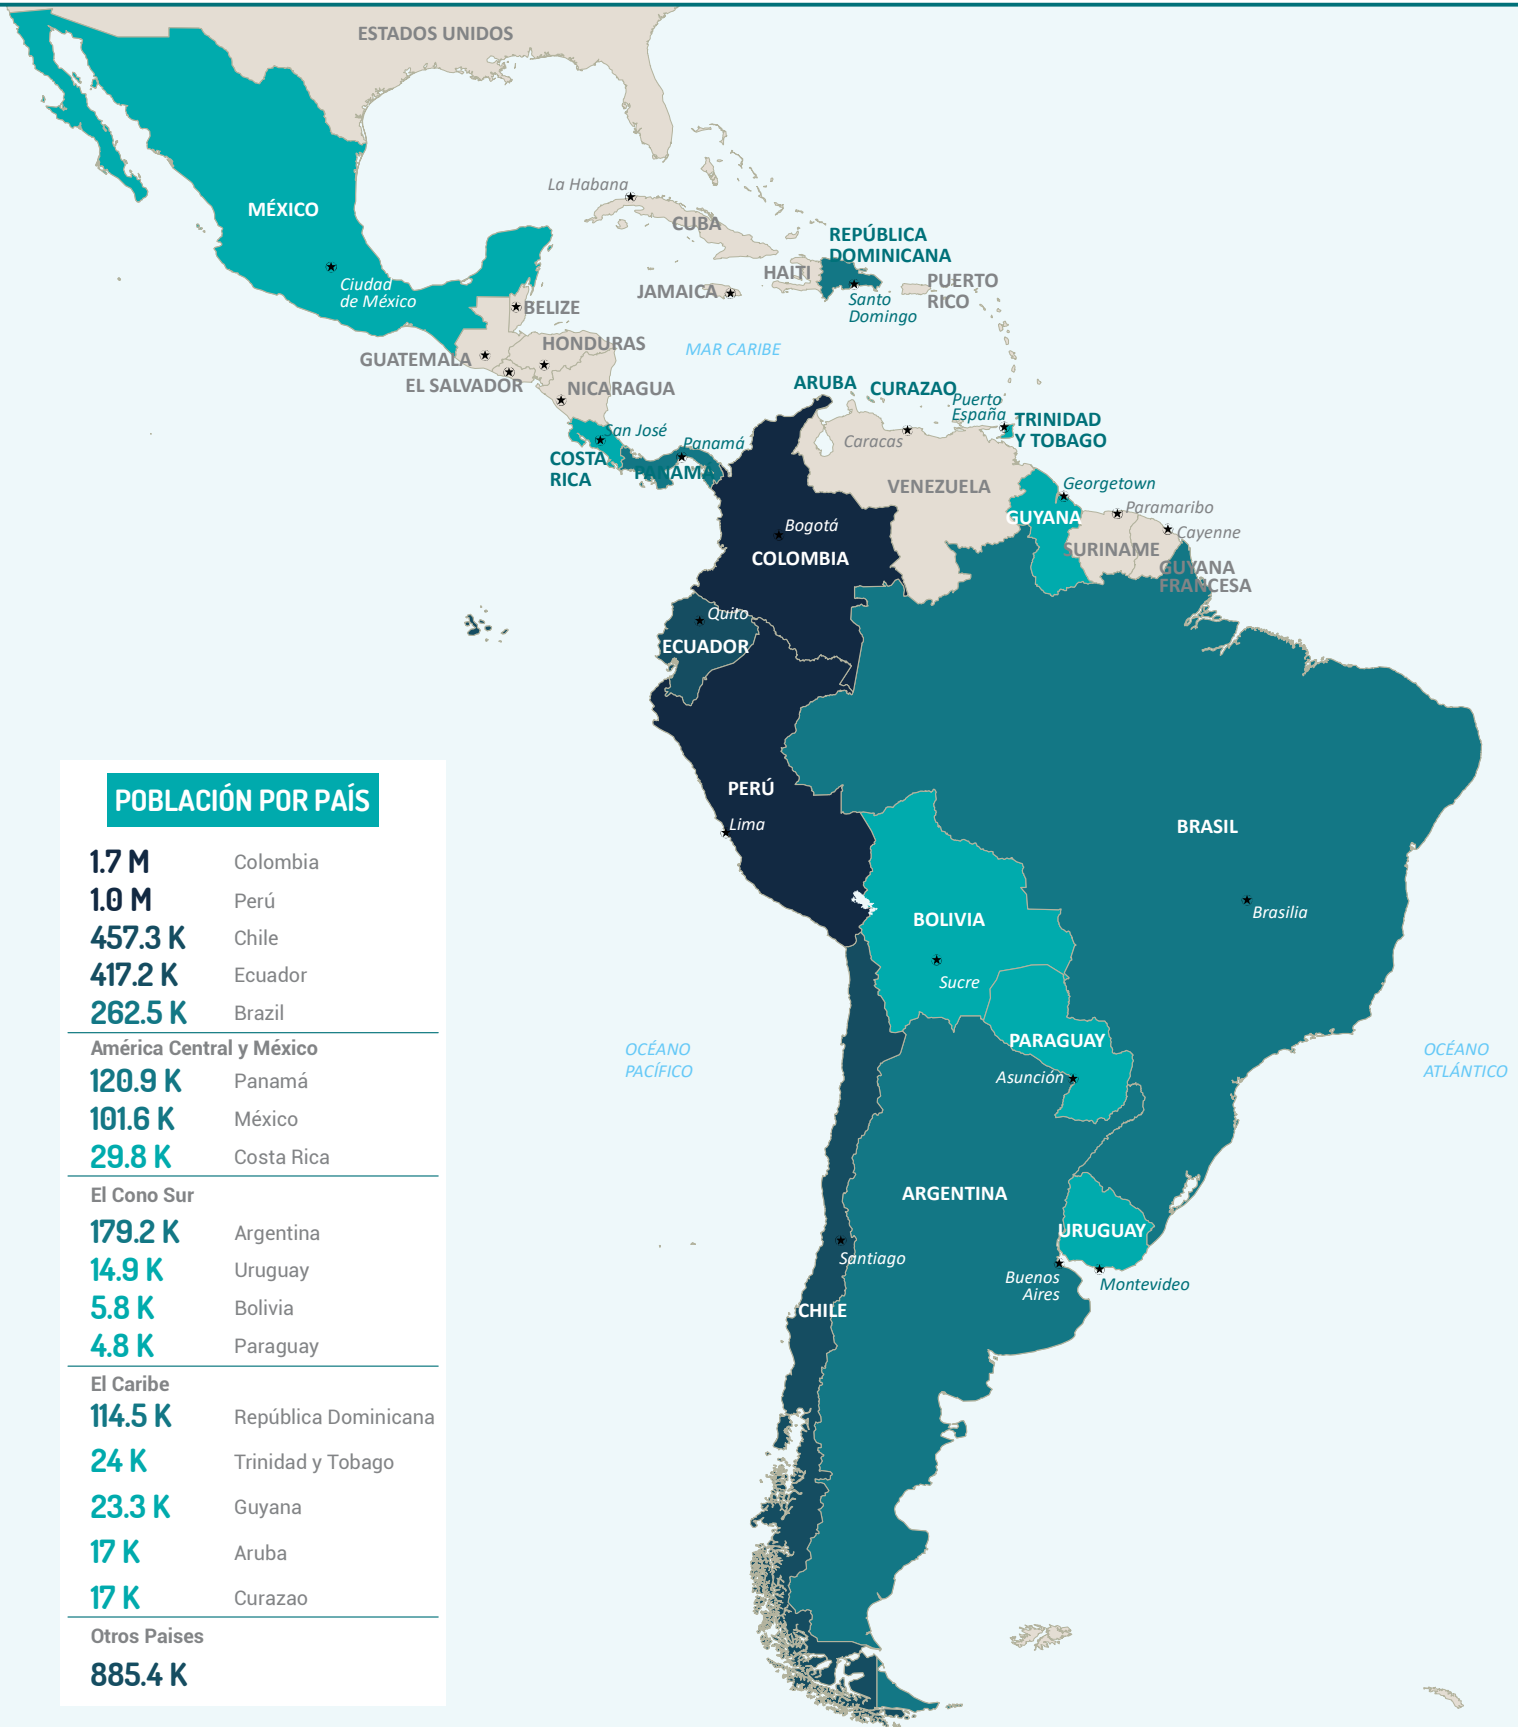 ESTADOS UNIDOS
MÉXICO
Ciudad
de México
La Habana
CUBA
REPÚBLICA
DOMINICANA
HAITI
JAMAICA
PUERTO
RICO
Santo
Domingo
BELIZE
HONDURAS
GUATEMALA
EL SALVADOR
NICARAGUA
MAR CARIBE
ARUBA
CURAZAO
Puerto
España
TRINIDAD
Y TOBAGO
San José
COSTA
RICA
Panamá
PANAMÁ
Caracas
VENEZUELA
Georgetown
GUYANA
Paramaribo
SURINAME
Cayenne
GUYANA
FRANCESA
Bogotá
COLOMBIA
Quito
ECUADOR
PERÚ
Lima
BRASIL
Brasilia
BOLIVIA
Sucre
PARAGUAY
Asunción
OCÉANO
PACÍFICO
OCÉANO
ATLÁNTICO
ARGENTINA
URUGUAY
Santiago
Buenos
Aires
Montevideo
CHILE
POBLACIÓN POR PAÍS
1.7 M Colombia
1.0 M Perú
457.3 K Chile
417.2 K Ecuador
262.5 K Brazil
América Central y México
120.9 K Panamá
101.6 K México
29.8 K Costa Rica
El Cono Sur
179.2 K Argentina
14.9 K Uruguay
5.8 K Bolivia
4.8 K Paraguay
El Caribe
114.5 K República Dominicana
24 K Trinidad y Tobago
23.3 K Guyana
17 K Aruba
17 K Curazao
Otros Paises
885.4 K